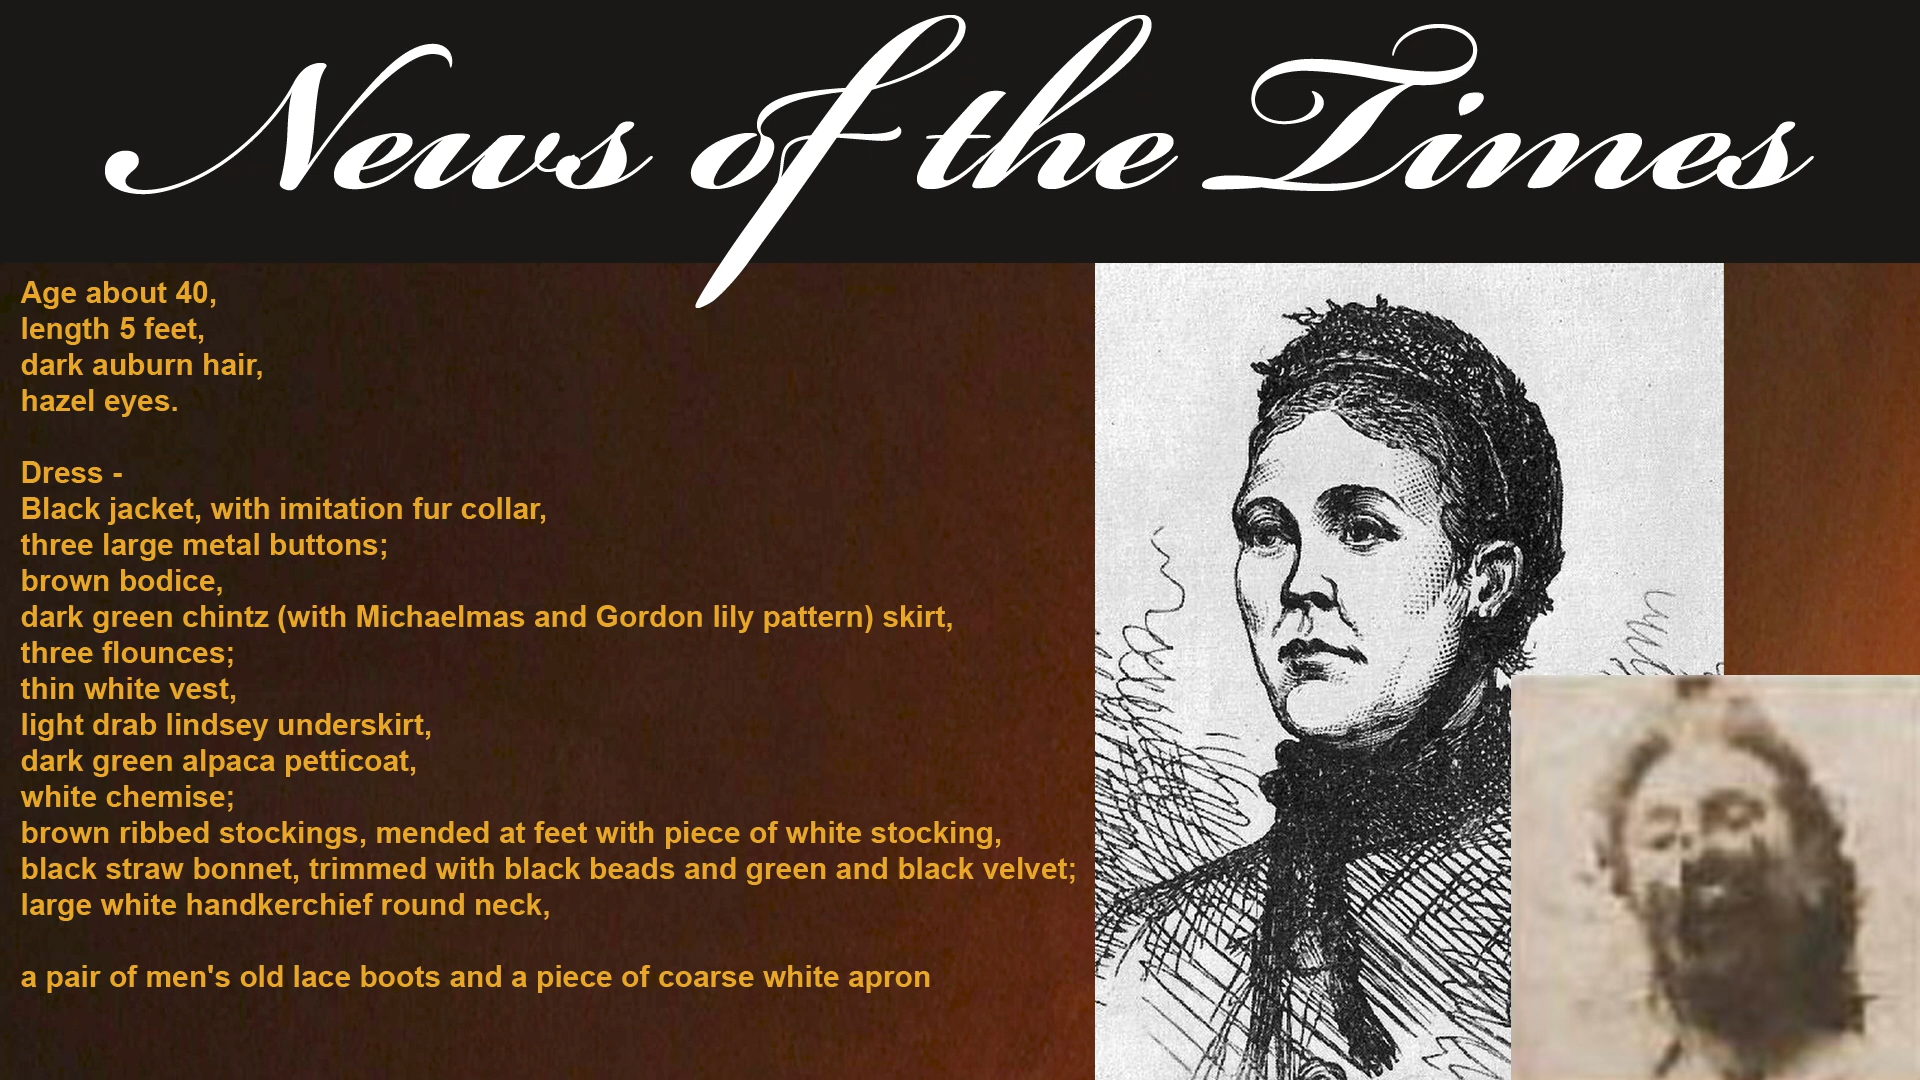 News of the Times
Age about 40,
length 5 feet,
dark auburn hair,
hazel eyes.
Dress -
Black jacket, with imitation fur collar,
three large metal buttons;
brown bodice,
dark green chintz (with Michaelmas and Gordon lily pattern) skirt,
three flounces;
thin white vest,
light drab lindsey underskirt,
dark green alpaca petticoat,
white chemise;
brown ribbed stockings, mended at feet with piece of white stocking,
black straw bonnet, trimmed with black beads and green and black velvet;
large white handkerchief round neck,
a pair of men's old lace boots and a piece of coarse white apron